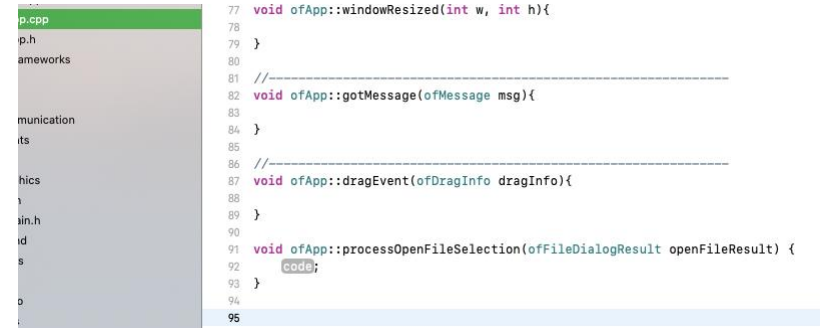 p.cpp
p.h
ameworks
munication
ts
hics
ain.h
nd
s
77 void ofApp::windowResized(int w, int h){
78
79 }
80
81 //--------------------------------------------------------------
82 void ofApp::gotMessage(ofMessage msg){
83
84 }
85
86 //--------------------------------------------------------------
87 void ofApp::dragEvent(ofDragInfo dragInfo){
88
89 }
90
91 void ofApp::processOpenFileSelection(ofFileDialogResult openFileResult) {
92 code;
93 }
94
95